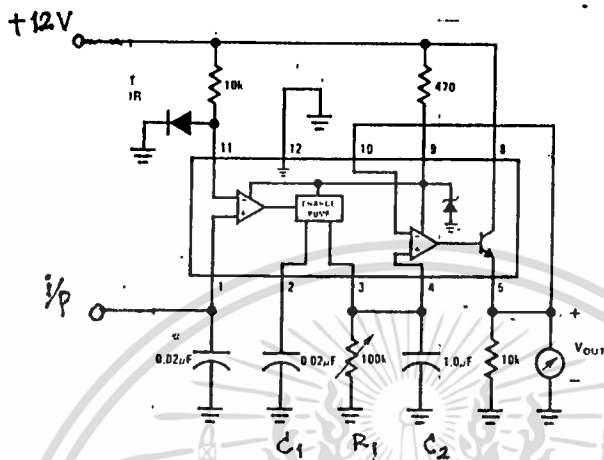 +12V
10k
470
11
12
10
9
8
CHARGE
PUMP
1
2
3
4
5
i/p
+
VOUT
-
0.02µF
0.02µF
100k
1.0µF
10k
C1
R1
C2